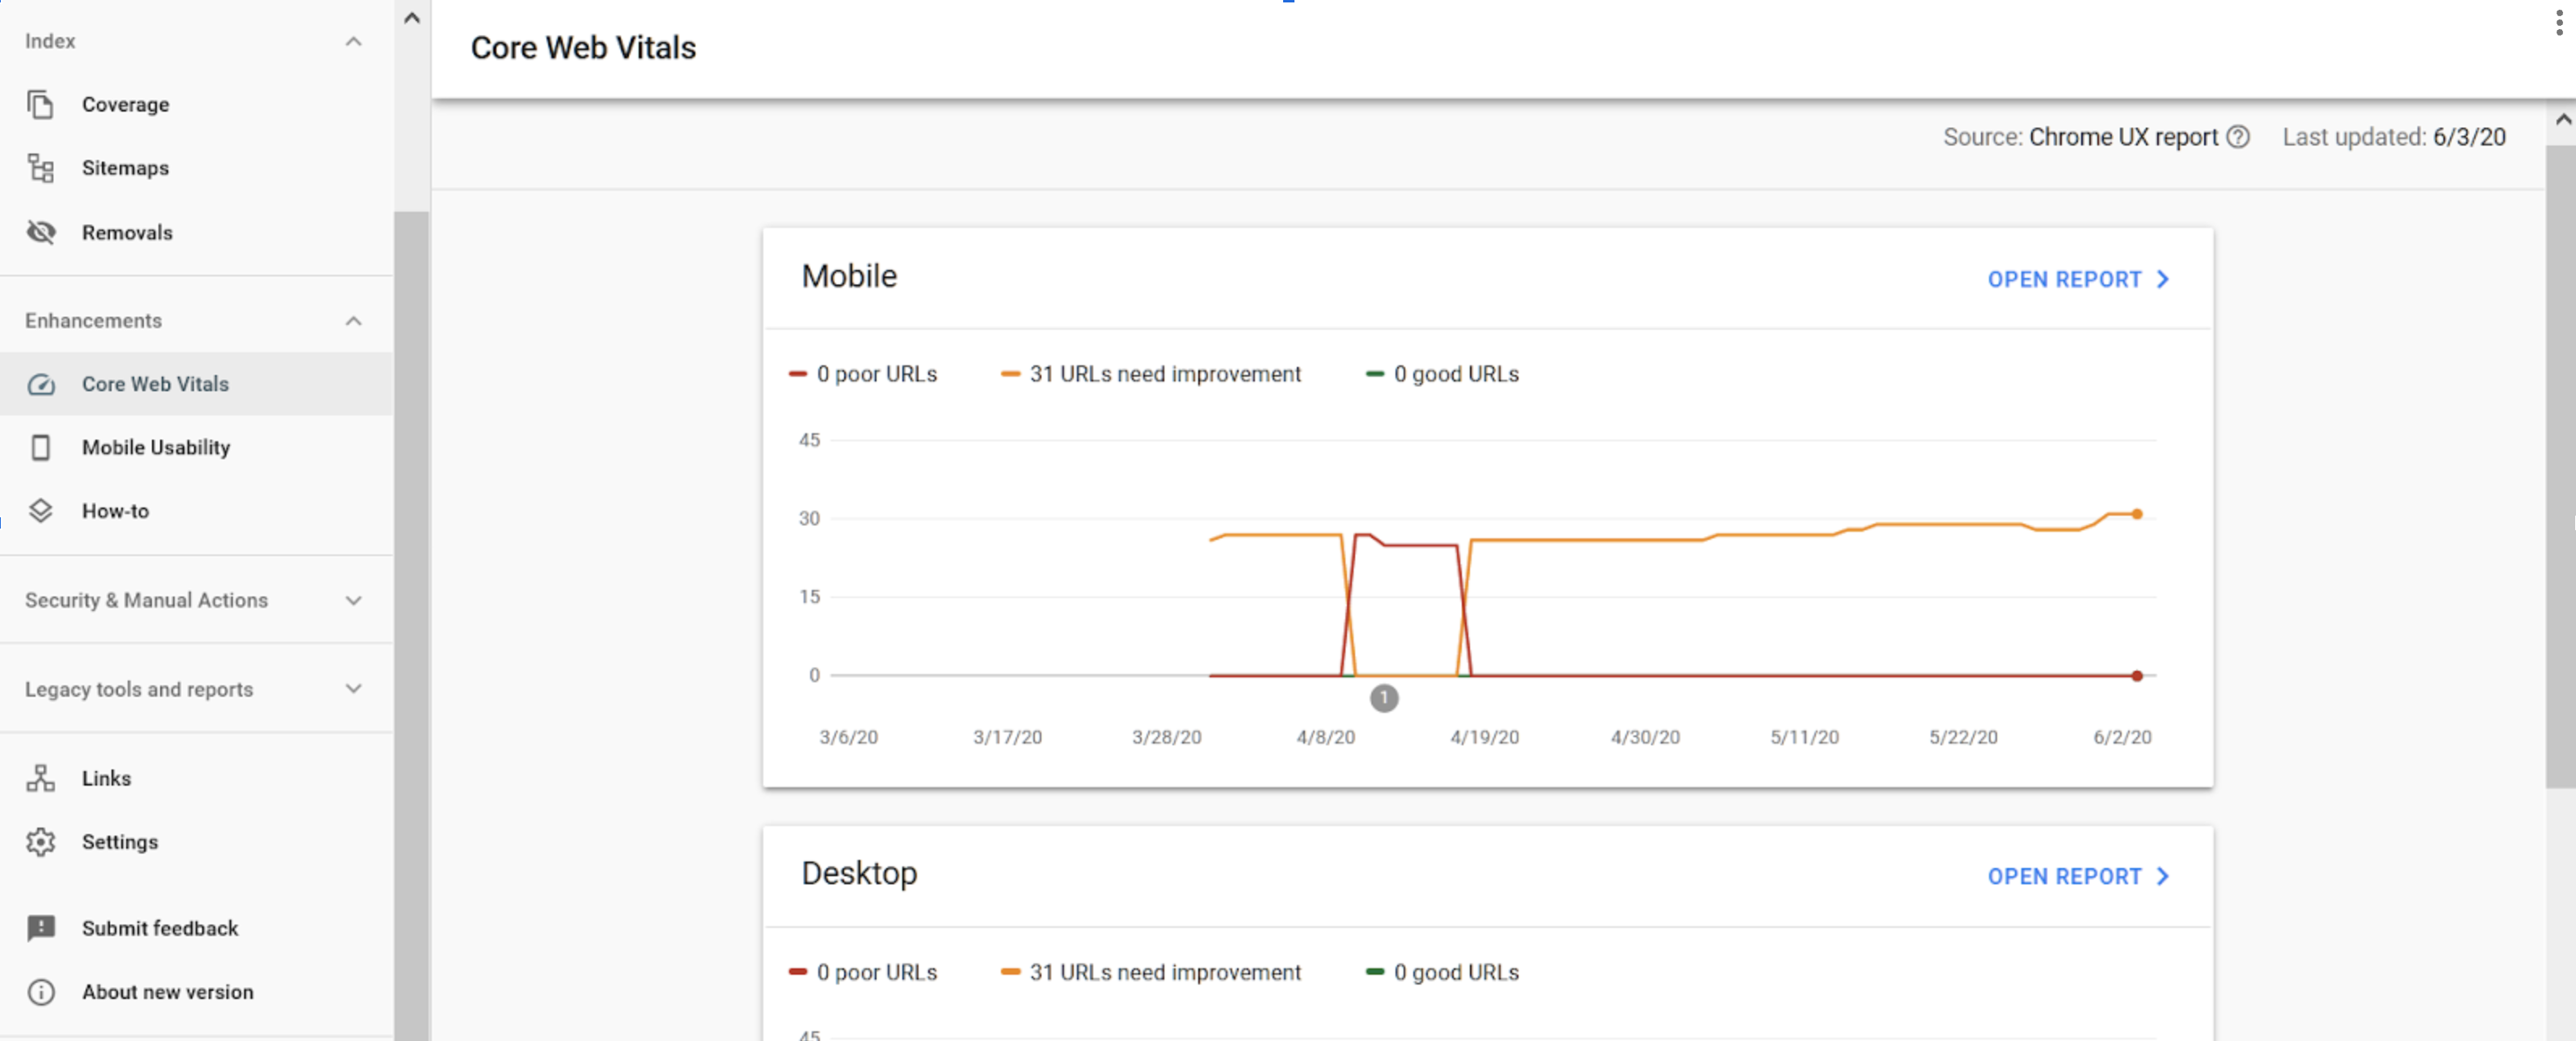 Index
Coverage
Sitemaps
Removals
Enhancements
Core Web Vitals
Mobile Usability
How-to
Security & Manual Actions
Legacy tools and reports
Links
Settings
Submit feedback
About new version
Core Web Vitals
Source: Chrome UX report ? Last updated: 6/3/20
Mobile
OPEN REPORT
0 poor URLs 31 URLs need improvement 0 good URLs
45
30
15
0
1
3/6/20 3/17/20 3/28/20 4/8/20 4/19/20 4/30/20 5/11/20 5/22/20 6/2/20
Desktop
OPEN REPORT
0 poor URLs 31 URLs need improvement 0 good URLs
45